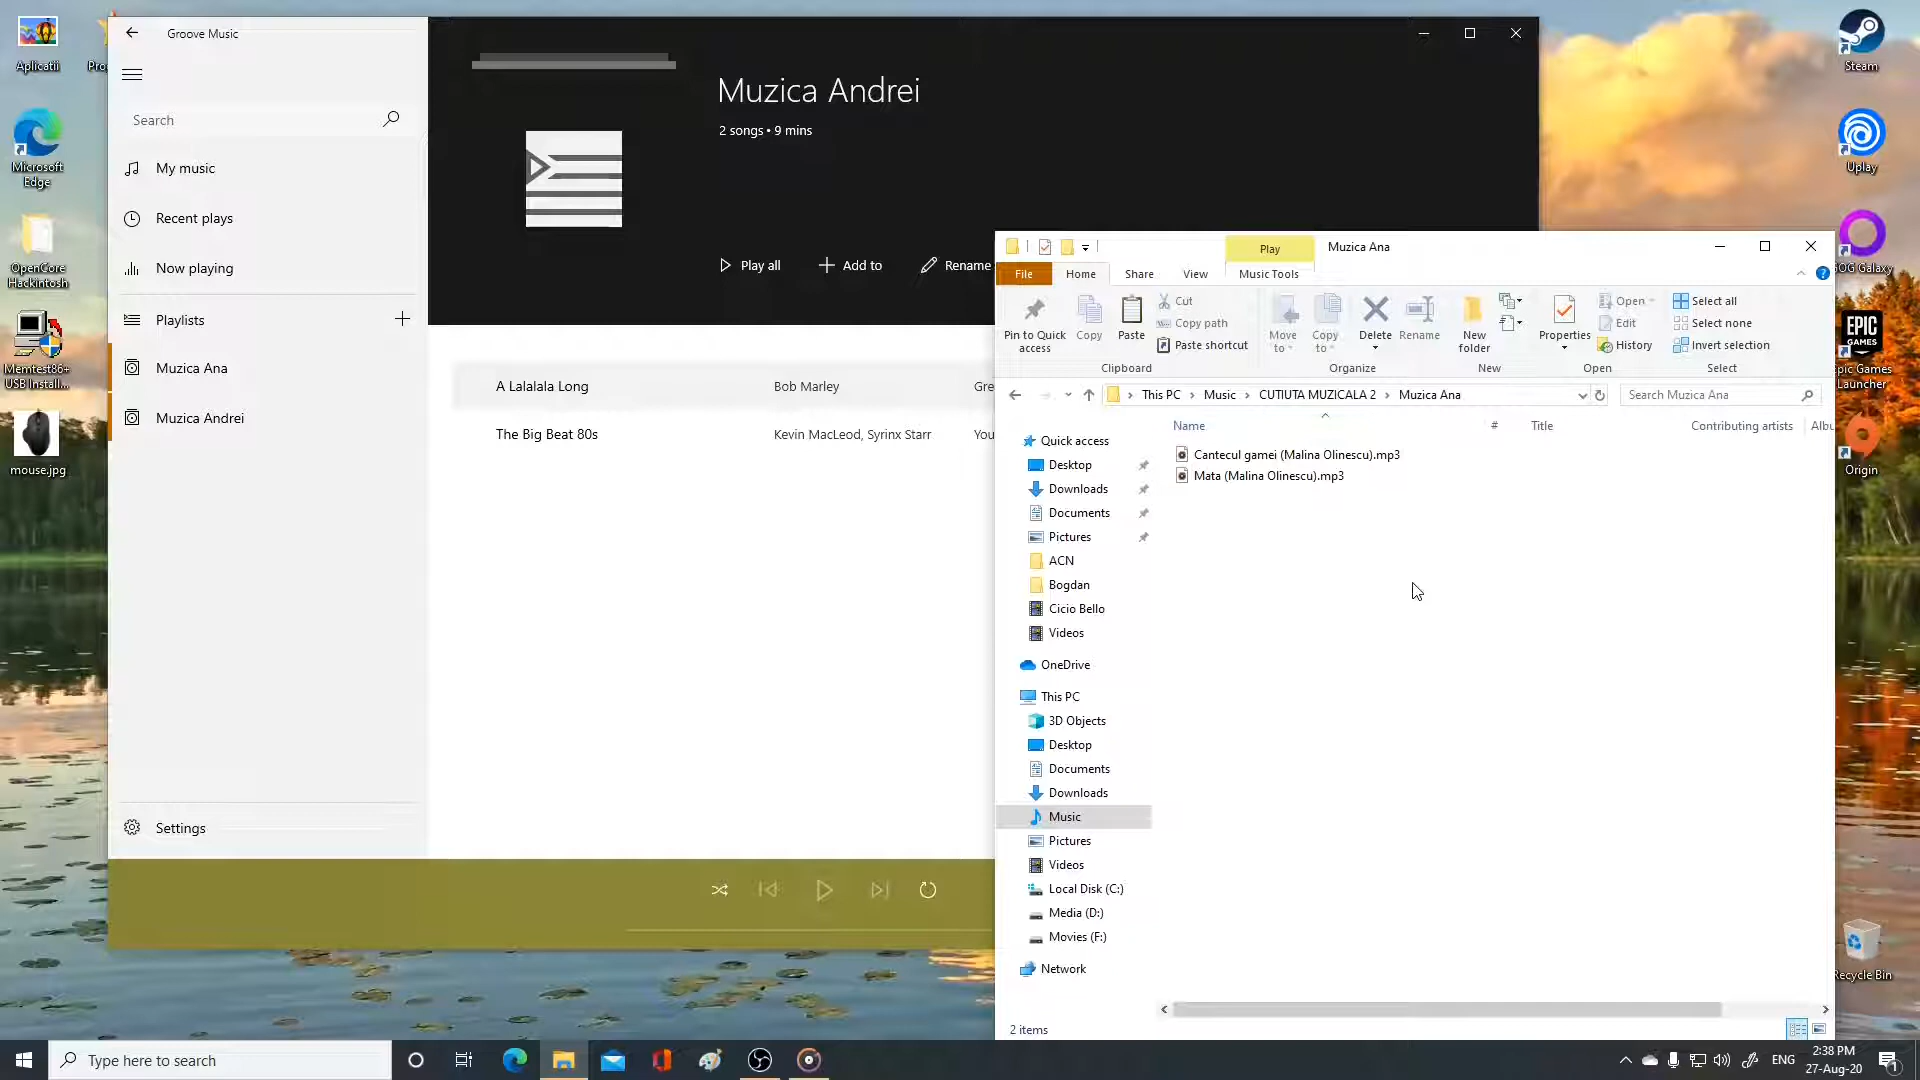 Aplicatii
Microsoft
Edge
OpenCore
Hackintosh
Memtest86+
USB Install...
mouse.jpg
Groove Music
Search
My music
Recent plays
Now playing
Playlists
Muzica Ana
Muzica Andrei
Settings
Muzica Andrei
2 songs • 9 mins
Play all
Add to
Rename
A Lalalala Long
Bob Marley
Gre
The Big Beat 80s
Kevin MacLeod, Syrinx Starr
You
Play
Muzica Ana
File
Home
Share
View
Music Tools
Pin to Quick
access
Copy
Paste
Cut
Copy path
Paste shortcut
Clipboard
Move
to
Copy
to
Delete
Rename
Organize
New
folder
New
Properties
Open
Edit
History
Open
Select all
Select none
Invert selection
Select
This PC > Music > CUTIUTA MUZICALA 2 > Muzica Ana
Search Muzica Ana
Name
#
Title
Contributing artists
Albu
Cantecul gamei (Malina Olinescu).mp3
Mata (Malina Olinescu).mp3
Quick access
Desktop
Downloads
Documents
Pictures
ACN
Bogdan
Cicio Bello
Videos
OneDrive
This PC
3D Objects
Desktop
Documents
Downloads
Music
Pictures
Videos
Local Disk (C:)
Media (D:)
Movies (F:)
Network
2 items
Steam
Uplay
GOG Galaxy
EPIC
GAMES
Epic Games
Launcher
Origin
Recycle Bin
Type here to search
ENG
2:38 PM
27-Aug-20
1